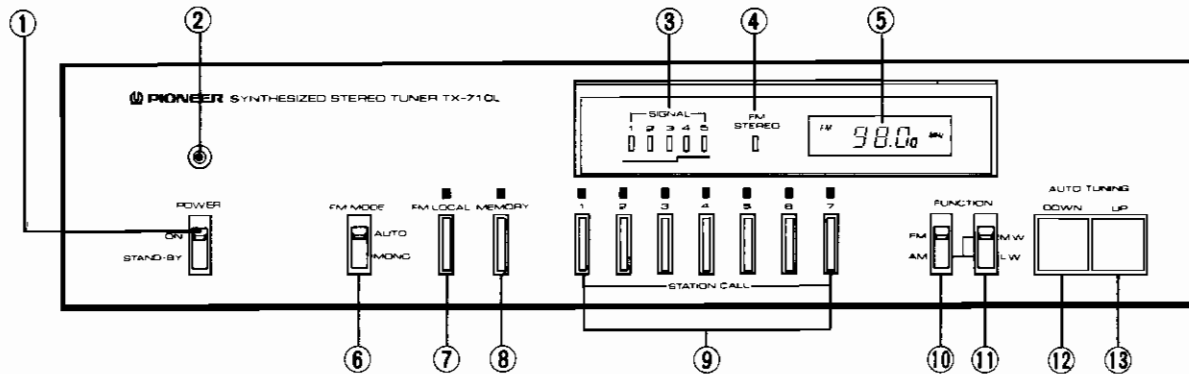 ① ② ③ ④ ⑤
PIONEER SYNTHESIZED STEREO TUNER TX-710L
SIGNAL
1 2 3 4 5
FM
STEREO
FM 98.00 MHz
POWER
ON
STAND-BY
FM MODE
AUTO
MONO
FM LOCAL
MEMORY
1 2 3 4 5 6 7
STATION CALL
FUNCTION
FM
AM
MW
LW
AUTO TUNING
DOWN UP
⑥ ⑦ ⑧ ⑨ ⑩ ⑪ ⑫ ⑬